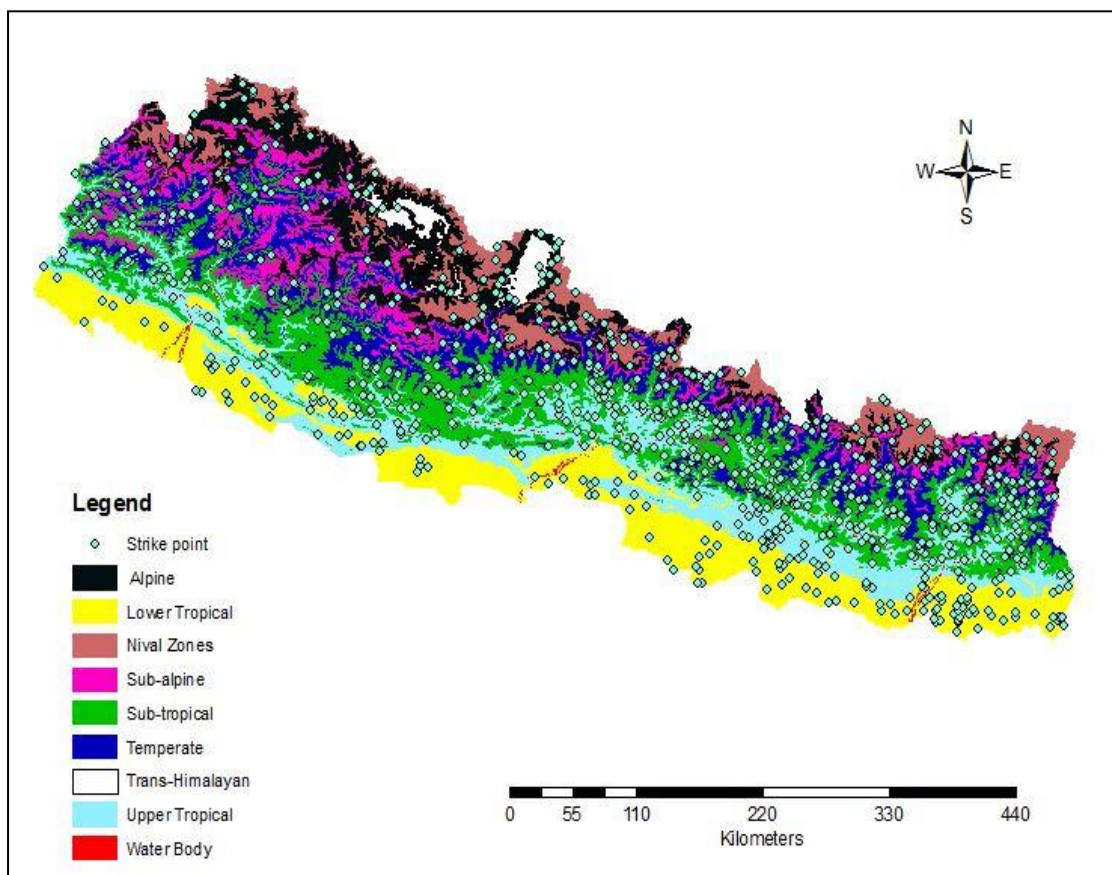 N
W E
S
Legend
Strike point
Alpine
Lower Tropical
Nival Zones
Sub-alpine
Sub-tropical
Temperate
Trans-Himalayan
Upper Tropical
Water Body
0 55 110 220 330 440
Kilometers